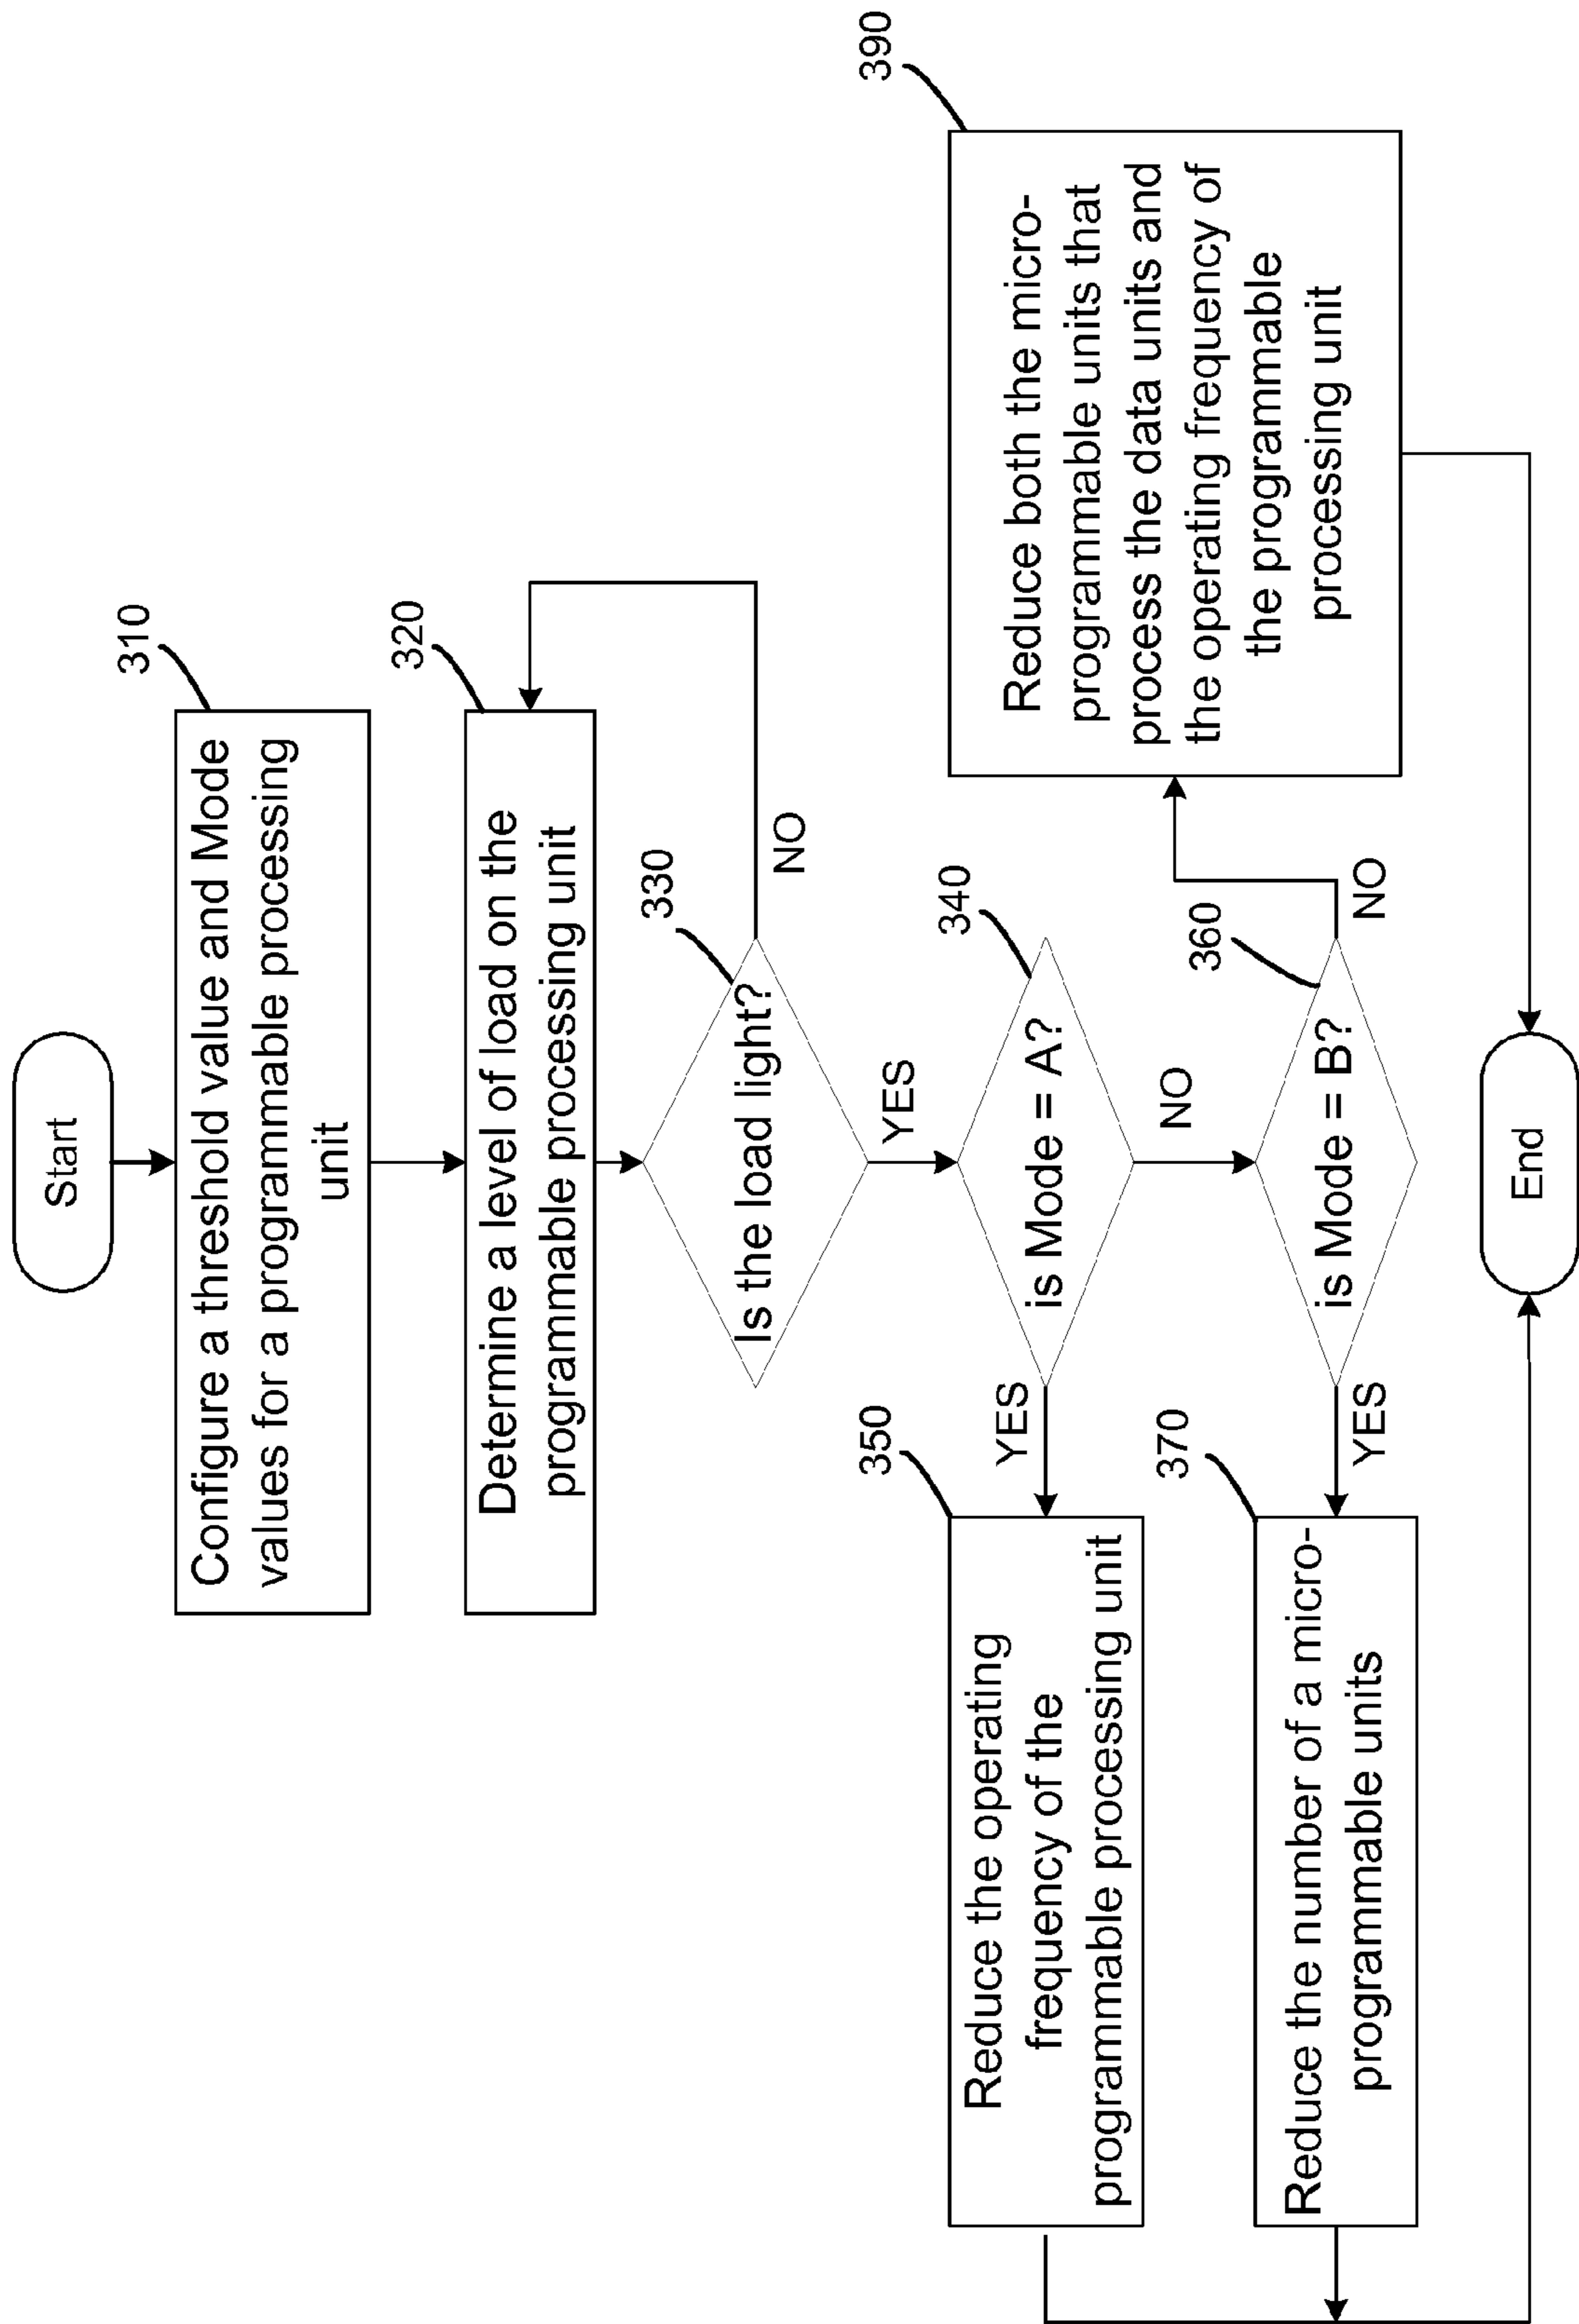 Start
310
Configure a threshold value and Mode
values for a programmable processing
unit
320
Determine a level of load on the
programmable processing unit
330
Is the load light?
NO
YES
340
is Mode = A?
YES
NO
350
Reduce the operating
frequency of the
programmable processing unit
360
is Mode = B?
YES
NO
370
Reduce the number of a micro-
programmable units
390
Reduce both the micro-
programmable units that
process the data units and
the operating frequency of
the programmable
processing unit
End